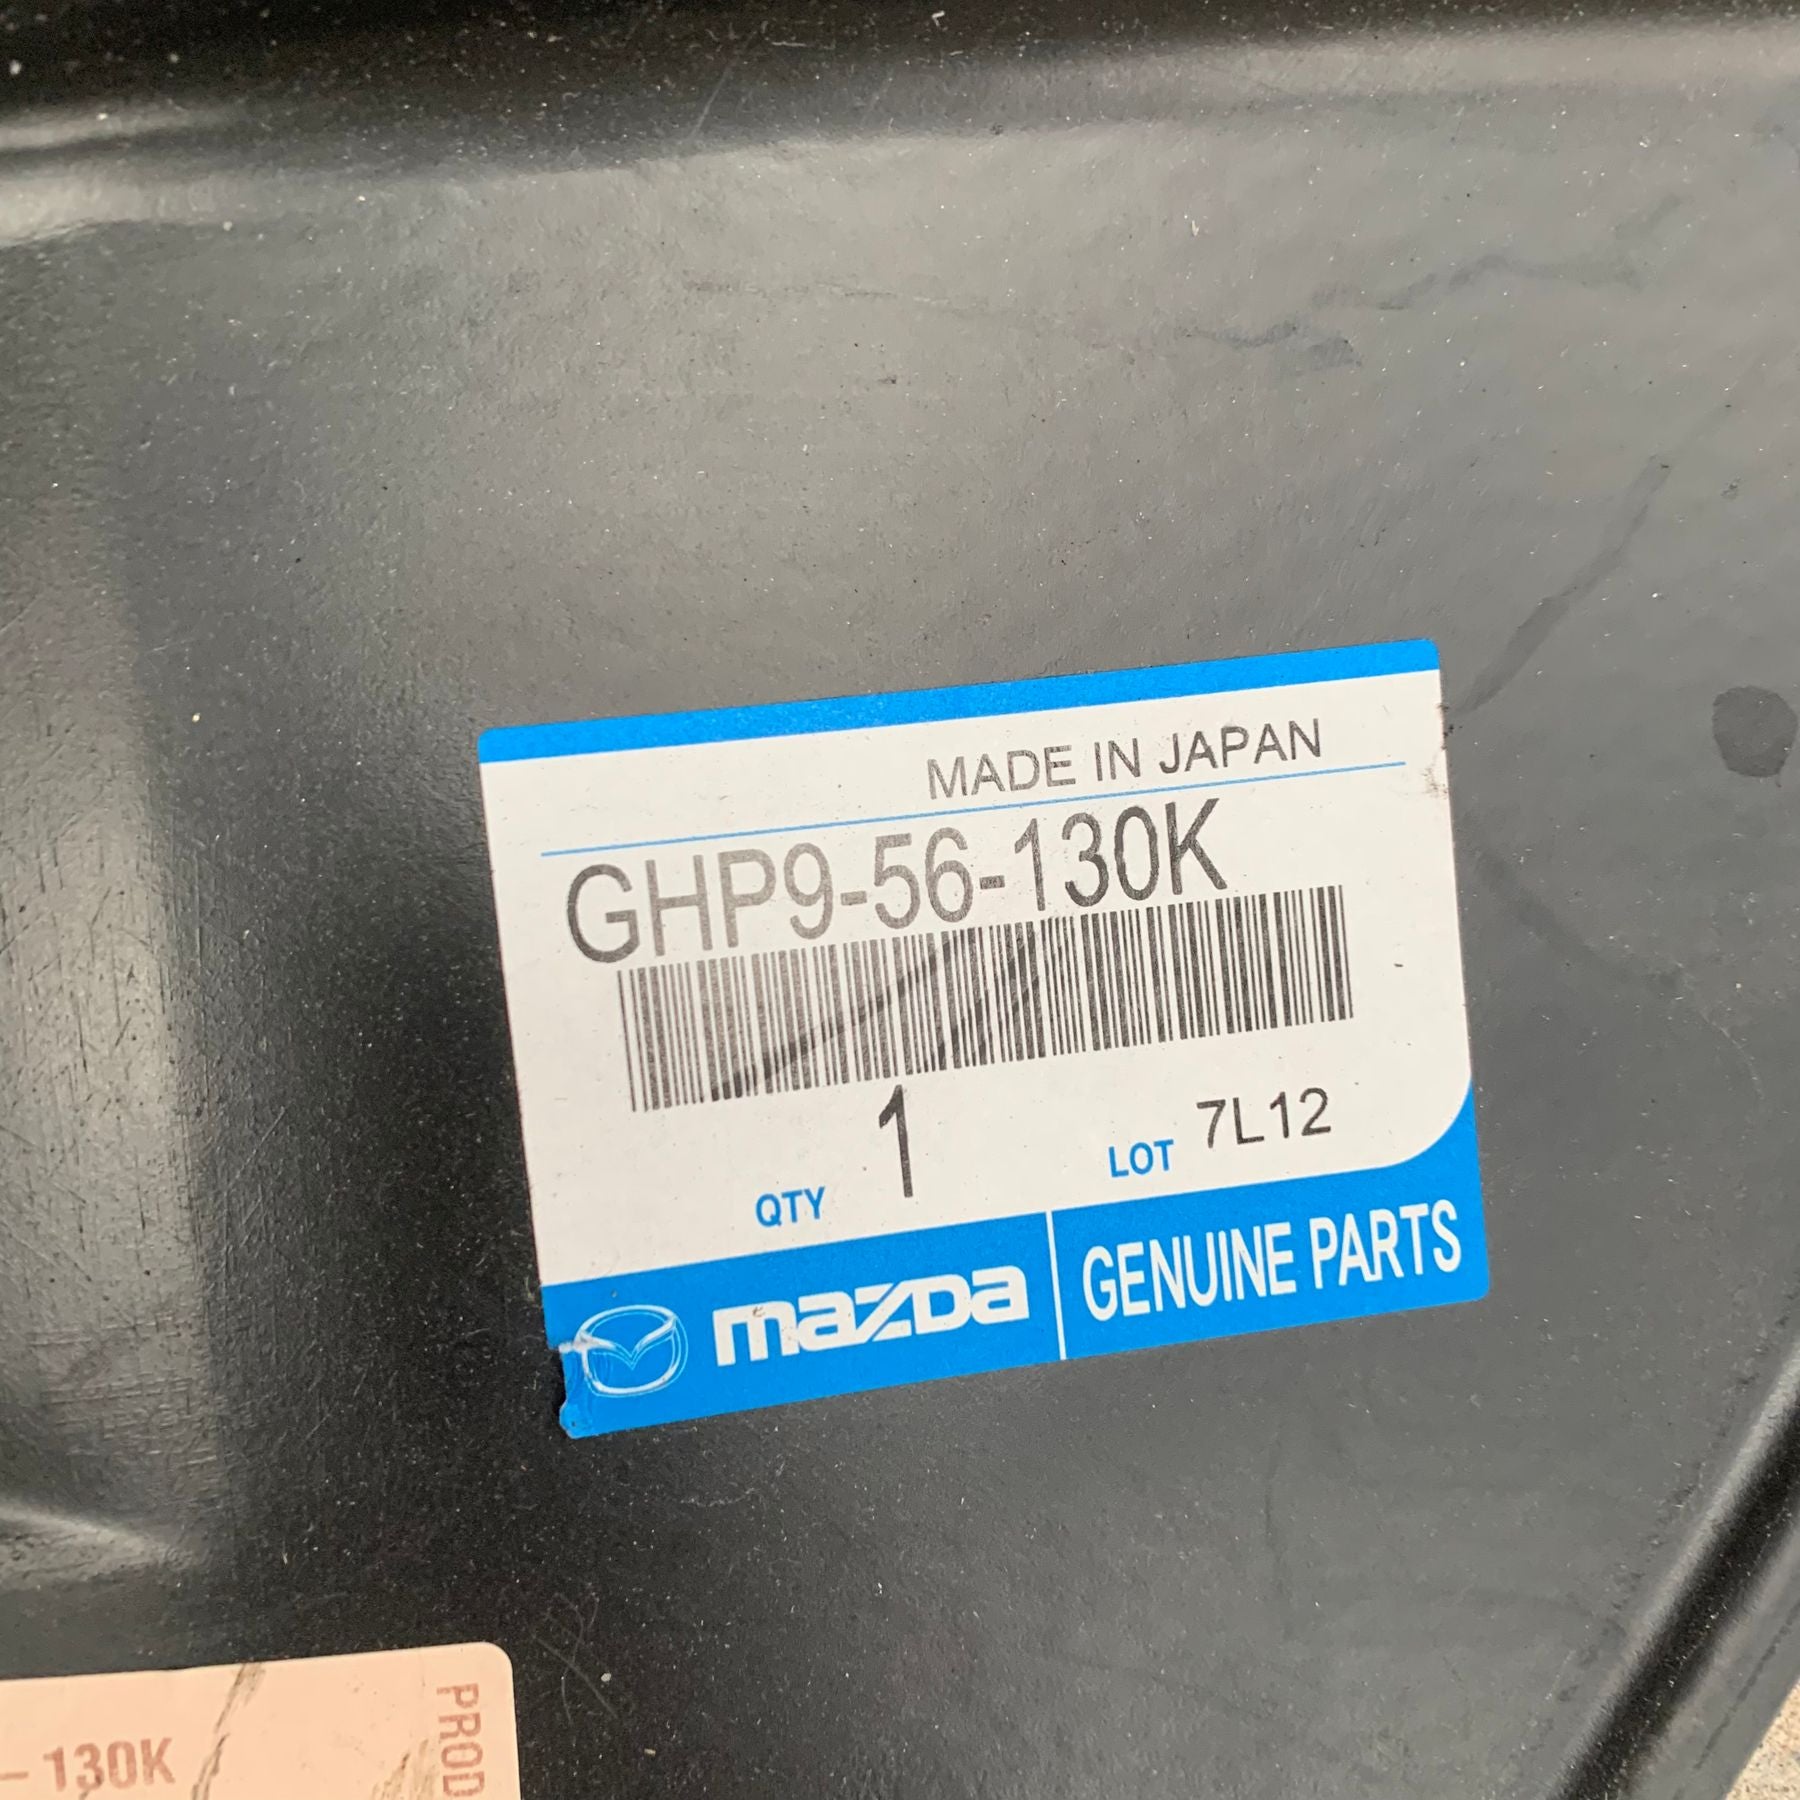 MADE IN JAPAN
GHP9-56-130K
QTY 1 LOT 7L12
mazda GENUINE PARTS
– 130K
PROD